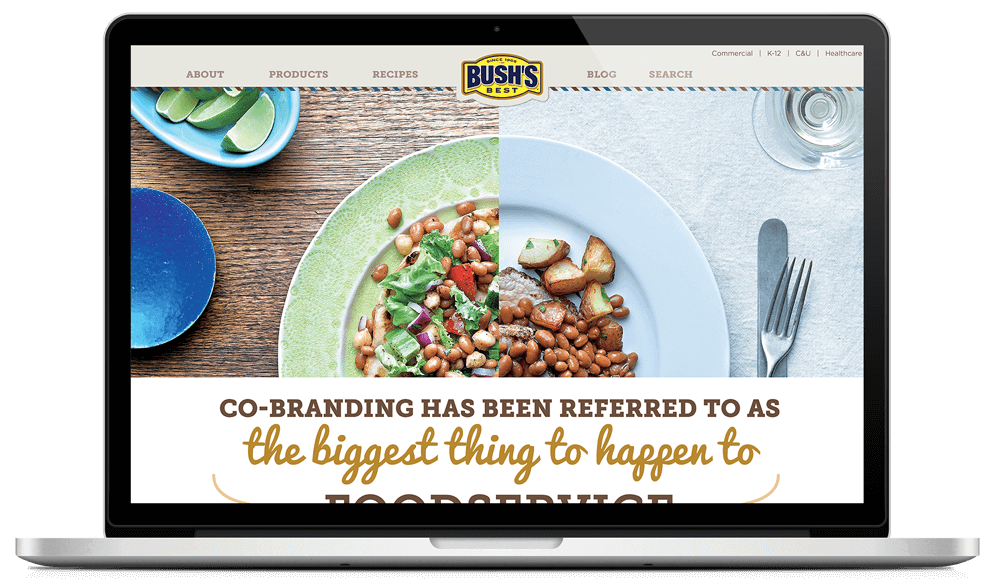 Commercial | K-12 | C&U | Healthcare
ABOUT PRODUCTS RECIPES BLOG SEARCH
SINCE 1908
BUSH'S
BEST
CO-BRANDING HAS BEEN REFERRED TO AS
the biggest thing to happen to
FOODSERVICE